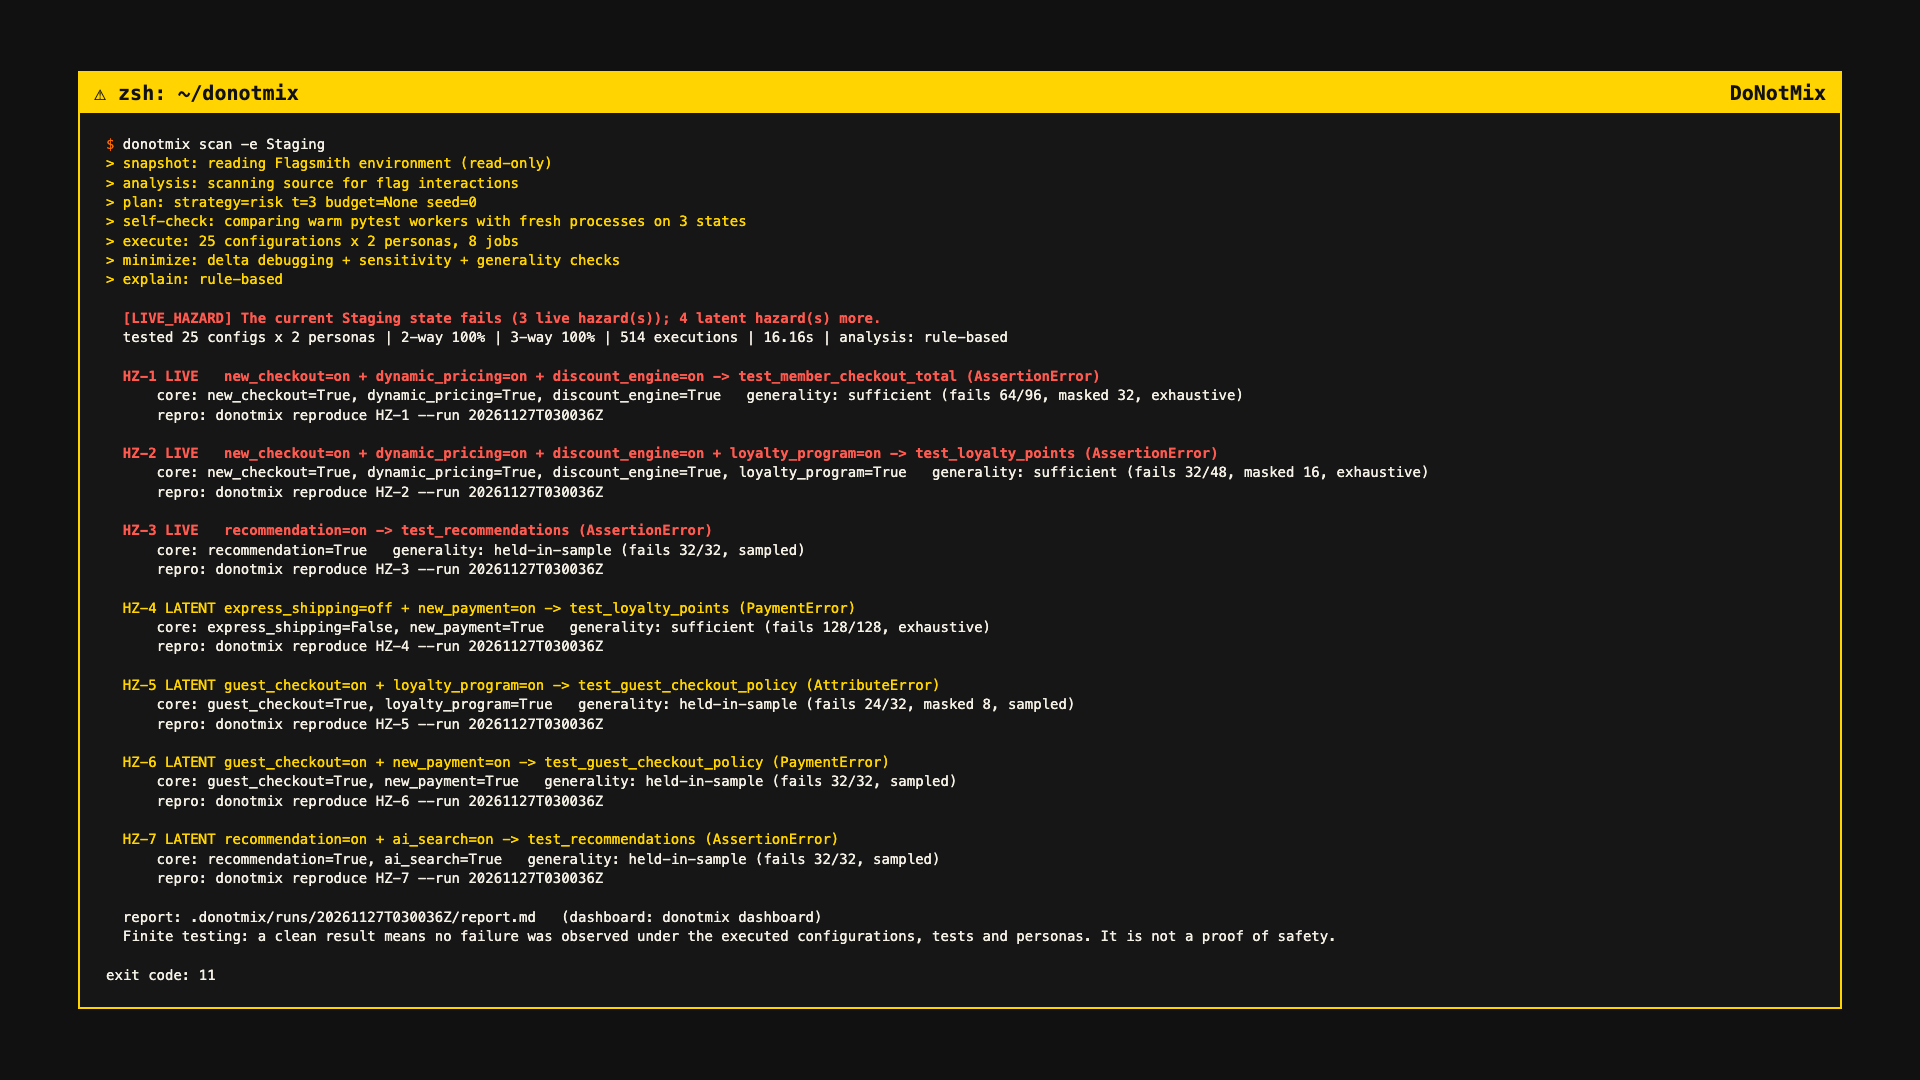 ⚠ zsh: ~/donotmix
DoNotMix
$ donotmix scan -e Staging
> snapshot: reading Flagsmith environment (read-only)
> analysis: scanning source for flag interactions
> plan: strategy=risk t=3 budget=None seed=0
> self-check: comparing warm pytest workers with fresh processes on 3 states
> execute: 25 configurations x 2 personas, 8 jobs
> minimize: delta debugging + sensitivity + generality checks
> explain: rule-based
[LIVE_HAZARD] The current Staging state fails (3 live hazard(s)); 4 latent hazard(s) more.
tested 25 configs x 2 personas | 2-way 100% | 3-way 100% | 514 executions | 16.16s | analysis: rule-based
HZ-1 LIVE   new_checkout=on + dynamic_pricing=on + discount_engine=on -> test_member_checkout_total (AssertionError)
core: new_checkout=True, dynamic_pricing=True, discount_engine=True   generality: sufficient (fails 64/96, masked 32, exhaustive)
repro: donotmix reproduce HZ-1 --run 20261127T030036Z
HZ-2 LIVE   new_checkout=on + dynamic_pricing=on + discount_engine=on + loyalty_program=on -> test_loyalty_points (AssertionError)
core: new_checkout=True, dynamic_pricing=True, discount_engine=True, loyalty_program=True   generality: sufficient (fails 32/48, masked 16, exhaustive)
repro: donotmix reproduce HZ-2 --run 20261127T030036Z
HZ-3 LIVE   recommendation=on -> test_recommendations (AssertionError)
core: recommendation=True   generality: held-in-sample (fails 32/32, sampled)
repro: donotmix reproduce HZ-3 --run 20261127T030036Z
HZ-4 LATENT express_shipping=off + new_payment=on -> test_loyalty_points (PaymentError)
core: express_shipping=False, new_payment=True   generality: sufficient (fails 128/128, exhaustive)
repro: donotmix reproduce HZ-4 --run 20261127T030036Z
HZ-5 LATENT guest_checkout=on + loyalty_program=on -> test_guest_checkout_policy (AttributeError)
core: guest_checkout=True, loyalty_program=True   generality: held-in-sample (fails 24/32, masked 8, sampled)
repro: donotmix reproduce HZ-5 --run 20261127T030036Z
HZ-6 LATENT guest_checkout=on + new_payment=on -> test_guest_checkout_policy (PaymentError)
core: guest_checkout=True, new_payment=True   generality: held-in-sample (fails 32/32, sampled)
repro: donotmix reproduce HZ-6 --run 20261127T030036Z
HZ-7 LATENT recommendation=on + ai_search=on -> test_recommendations (AssertionError)
core: recommendation=True, ai_search=True   generality: held-in-sample (fails 32/32, sampled)
repro: donotmix reproduce HZ-7 --run 20261127T030036Z
report: .donotmix/runs/20261127T030036Z/report.md   (dashboard: donotmix dashboard)
Finite testing: a clean result means no failure was observed under the executed configurations, tests and personas. It is not a proof of safety.
exit code: 11